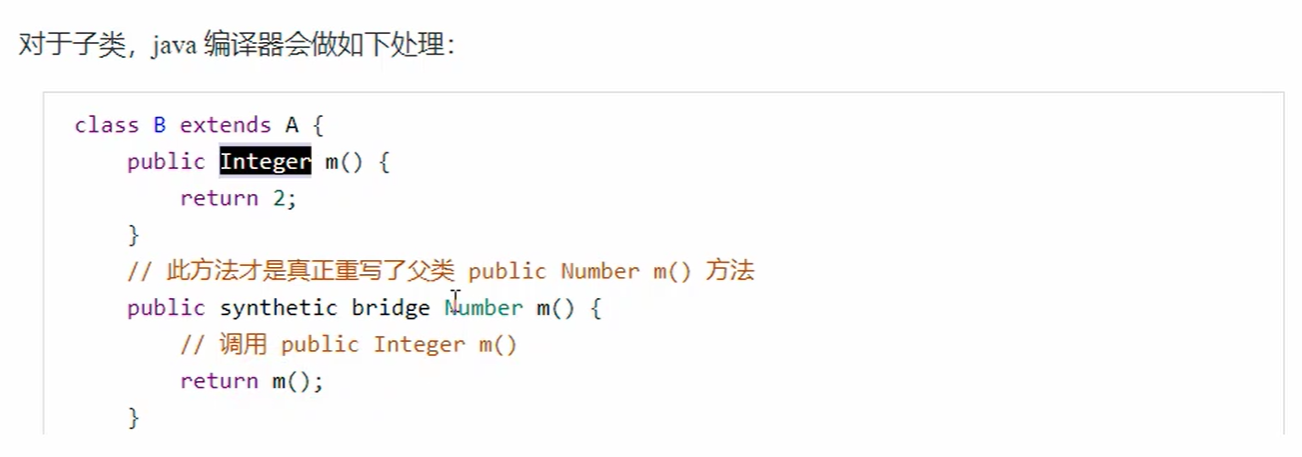 对于子类，java 编译器会做如下处理：
class B extends A {
public Integer m() {
return 2;
}
// 此方法才是真正重写了父类 public Number m() 方法
public synthetic bridge Number m() {
// 调用 public Integer m()
return m();
}